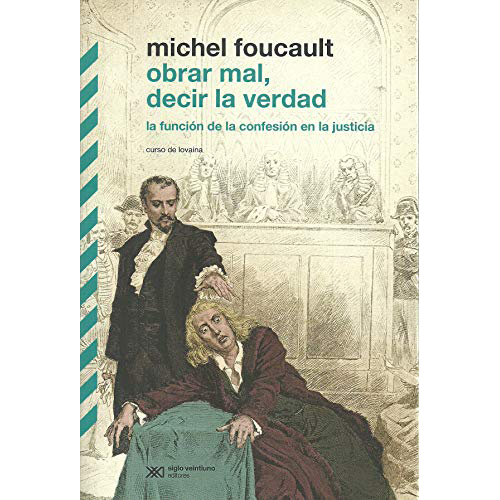 michel foucault
obrar mal,
decir la verdad
la función de la confesión en la justicia
curso de lovaina
siglo veintiuno
editores